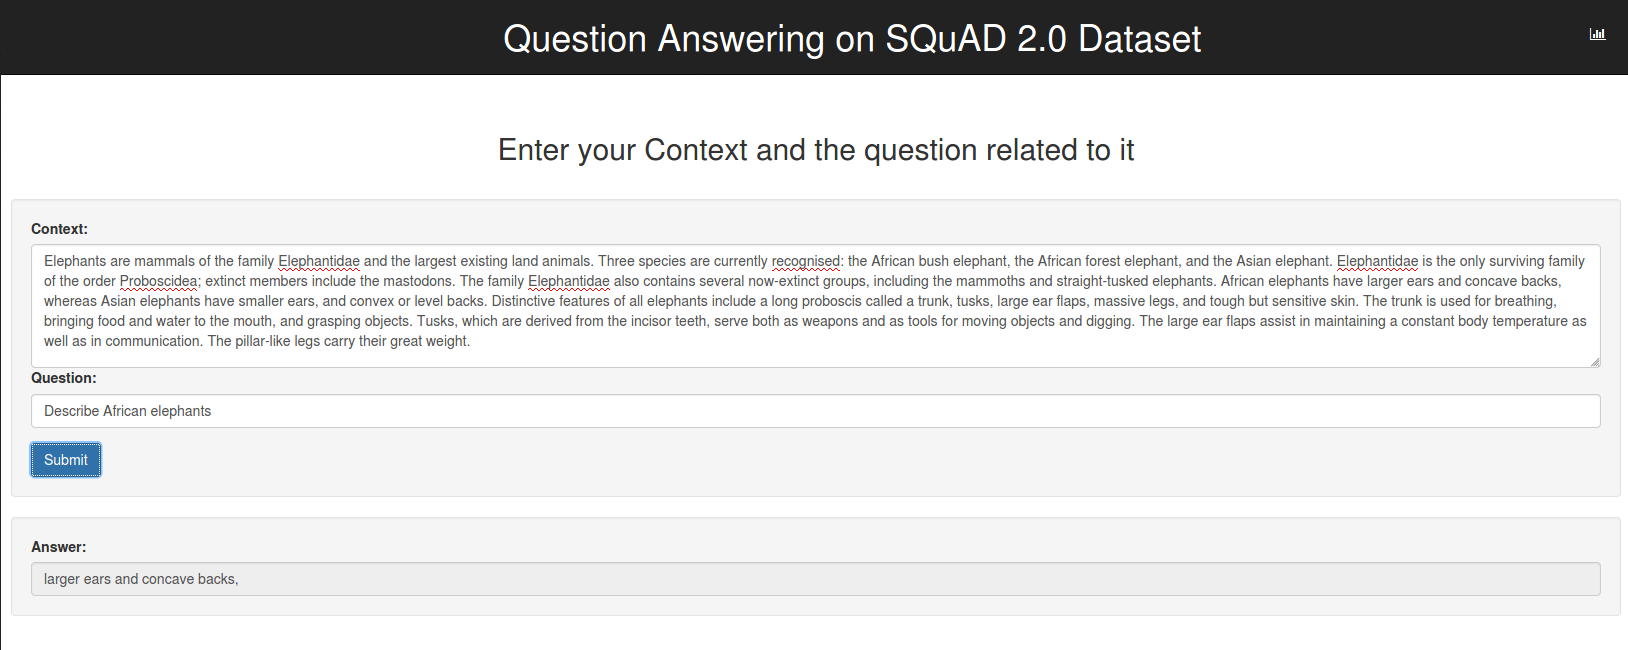 Question Answering on SQuAD 2.0 Dataset
Enter your Context and the question related to it
Context:
Elephants are mammals of the family Elephantidae and the largest existing land animals. Three species are currently recognised: the African bush elephant, the African forest elephant, and the Asian elephant. Elephantidae is the only surviving family
of the order Proboscidea; extinct members include the mastodons. The family Elephantidae also contains several now-extinct groups, including the mammoths and straight-tusked elephants. African elephants have larger ears and concave backs,
whereas Asian elephants have smaller ears, and convex or level backs. Distinctive features of all elephants include a long proboscis called a trunk, tusks, large ear flaps, massive legs, and tough but sensitive skin. The trunk is used for breathing,
bringing food and water to the mouth, and grasping objects. Tusks, which are derived from the incisor teeth, serve both as weapons and as tools for moving objects and digging. The large ear flaps assist in maintaining a constant body temperature as
well as in communication. The pillar-like legs carry their great weight.
Question:
Describe African elephants
Submit
Answer:
larger ears and concave backs,